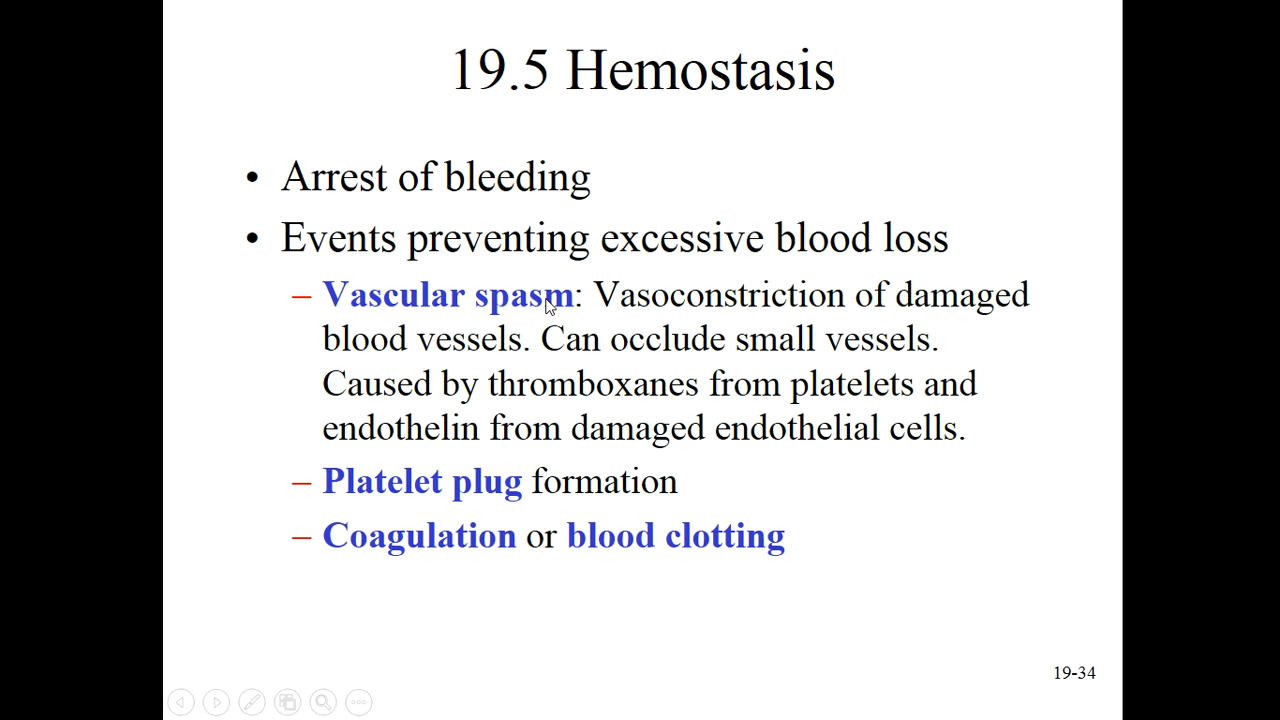 19.5 Hemostasis
• Arrest of bleeding
• Events preventing excessive blood loss
– Vascular spasm: Vasoconstriction of damaged
blood vessels. Can occlude small vessels.
Caused by thromboxanes from platelets and
endothelin from damaged endothelial cells.
– Platelet plug formation
– Coagulation or blood clotting
19-34